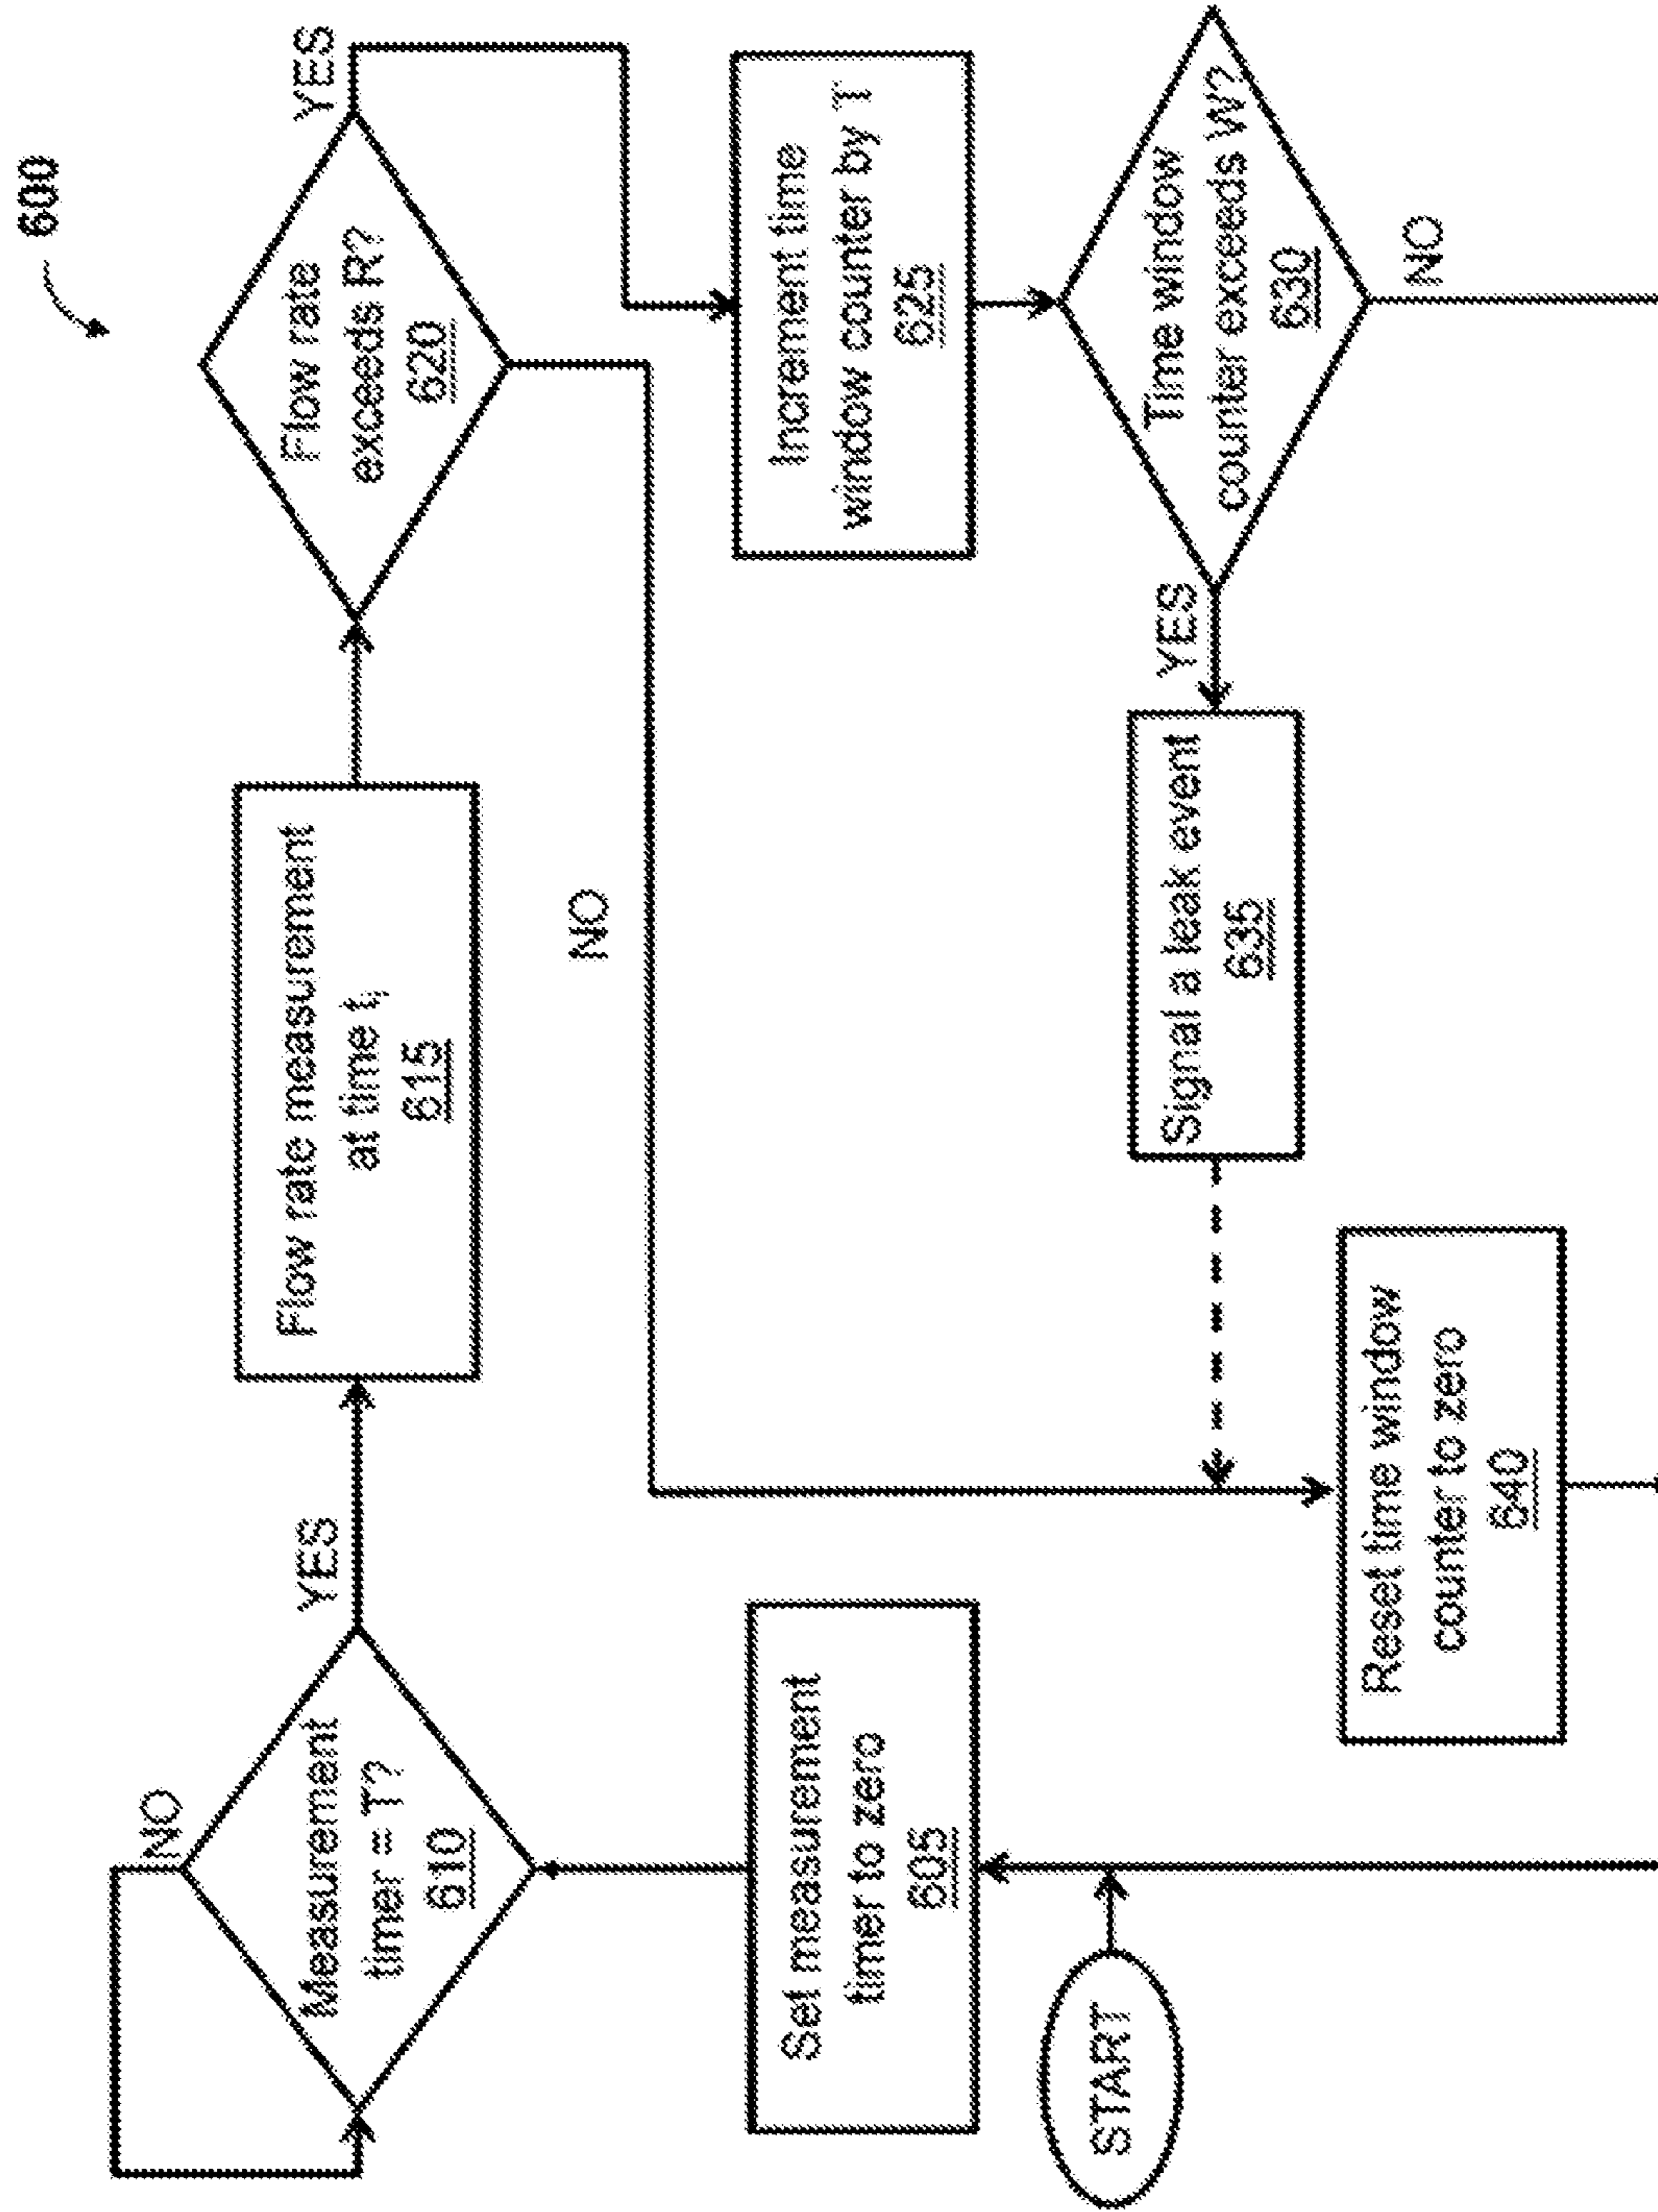 600
NO
Measurement
timer = T?
610
YES
Flow rate measurement
at time tᵢ
615
Flow rate
exceeds R?
620
YES
NO
Set measurement
timer to zero
605
Increment time
window counter by T
625
START
Signal a leak event
635
YES
Time window
counter exceeds W?
630
NO
Reset time window
counter to zero
640